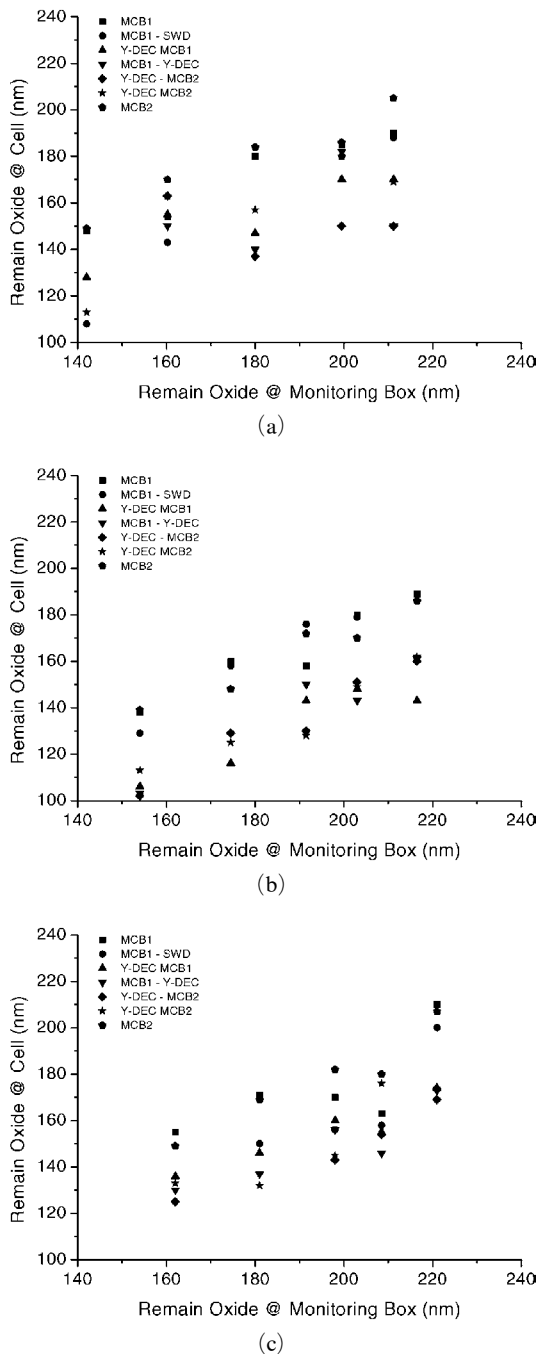 240
220
200
180
160
140
120
100
Remain Oxide @ Cell (nm)
MCB1
MCB1 - SWD
Y-DEC MCB1
MCB1 - Y-DEC
Y-DEC - MCB2
Y-DEC MCB2
MCB2
140 160 180 200 220 240
Remain Oxide @ Monitoring Box (nm)
(a)
240
220
200
180
160
140
120
100
Remain Oxide @ Cell (nm)
MCB1
MCB1 - SWD
Y-DEC MCB1
MCB1 - Y-DEC
Y-DEC - MCB2
Y-DEC MCB2
MCB2
140 160 180 200 220 240
Remain Oxide @ Monitoring Box (nm)
(b)
240
220
200
180
160
140
120
100
Remain Oxide @ Cell (nm)
MCB1
MCB1 - SWD
Y-DEC MCB1
MCB1 - Y-DEC
Y-DEC - MCB2
Y-DEC MCB2
MCB2
140 160 180 200 220 240
Remain Oxide @ Monitoring Box (nm)
(c)